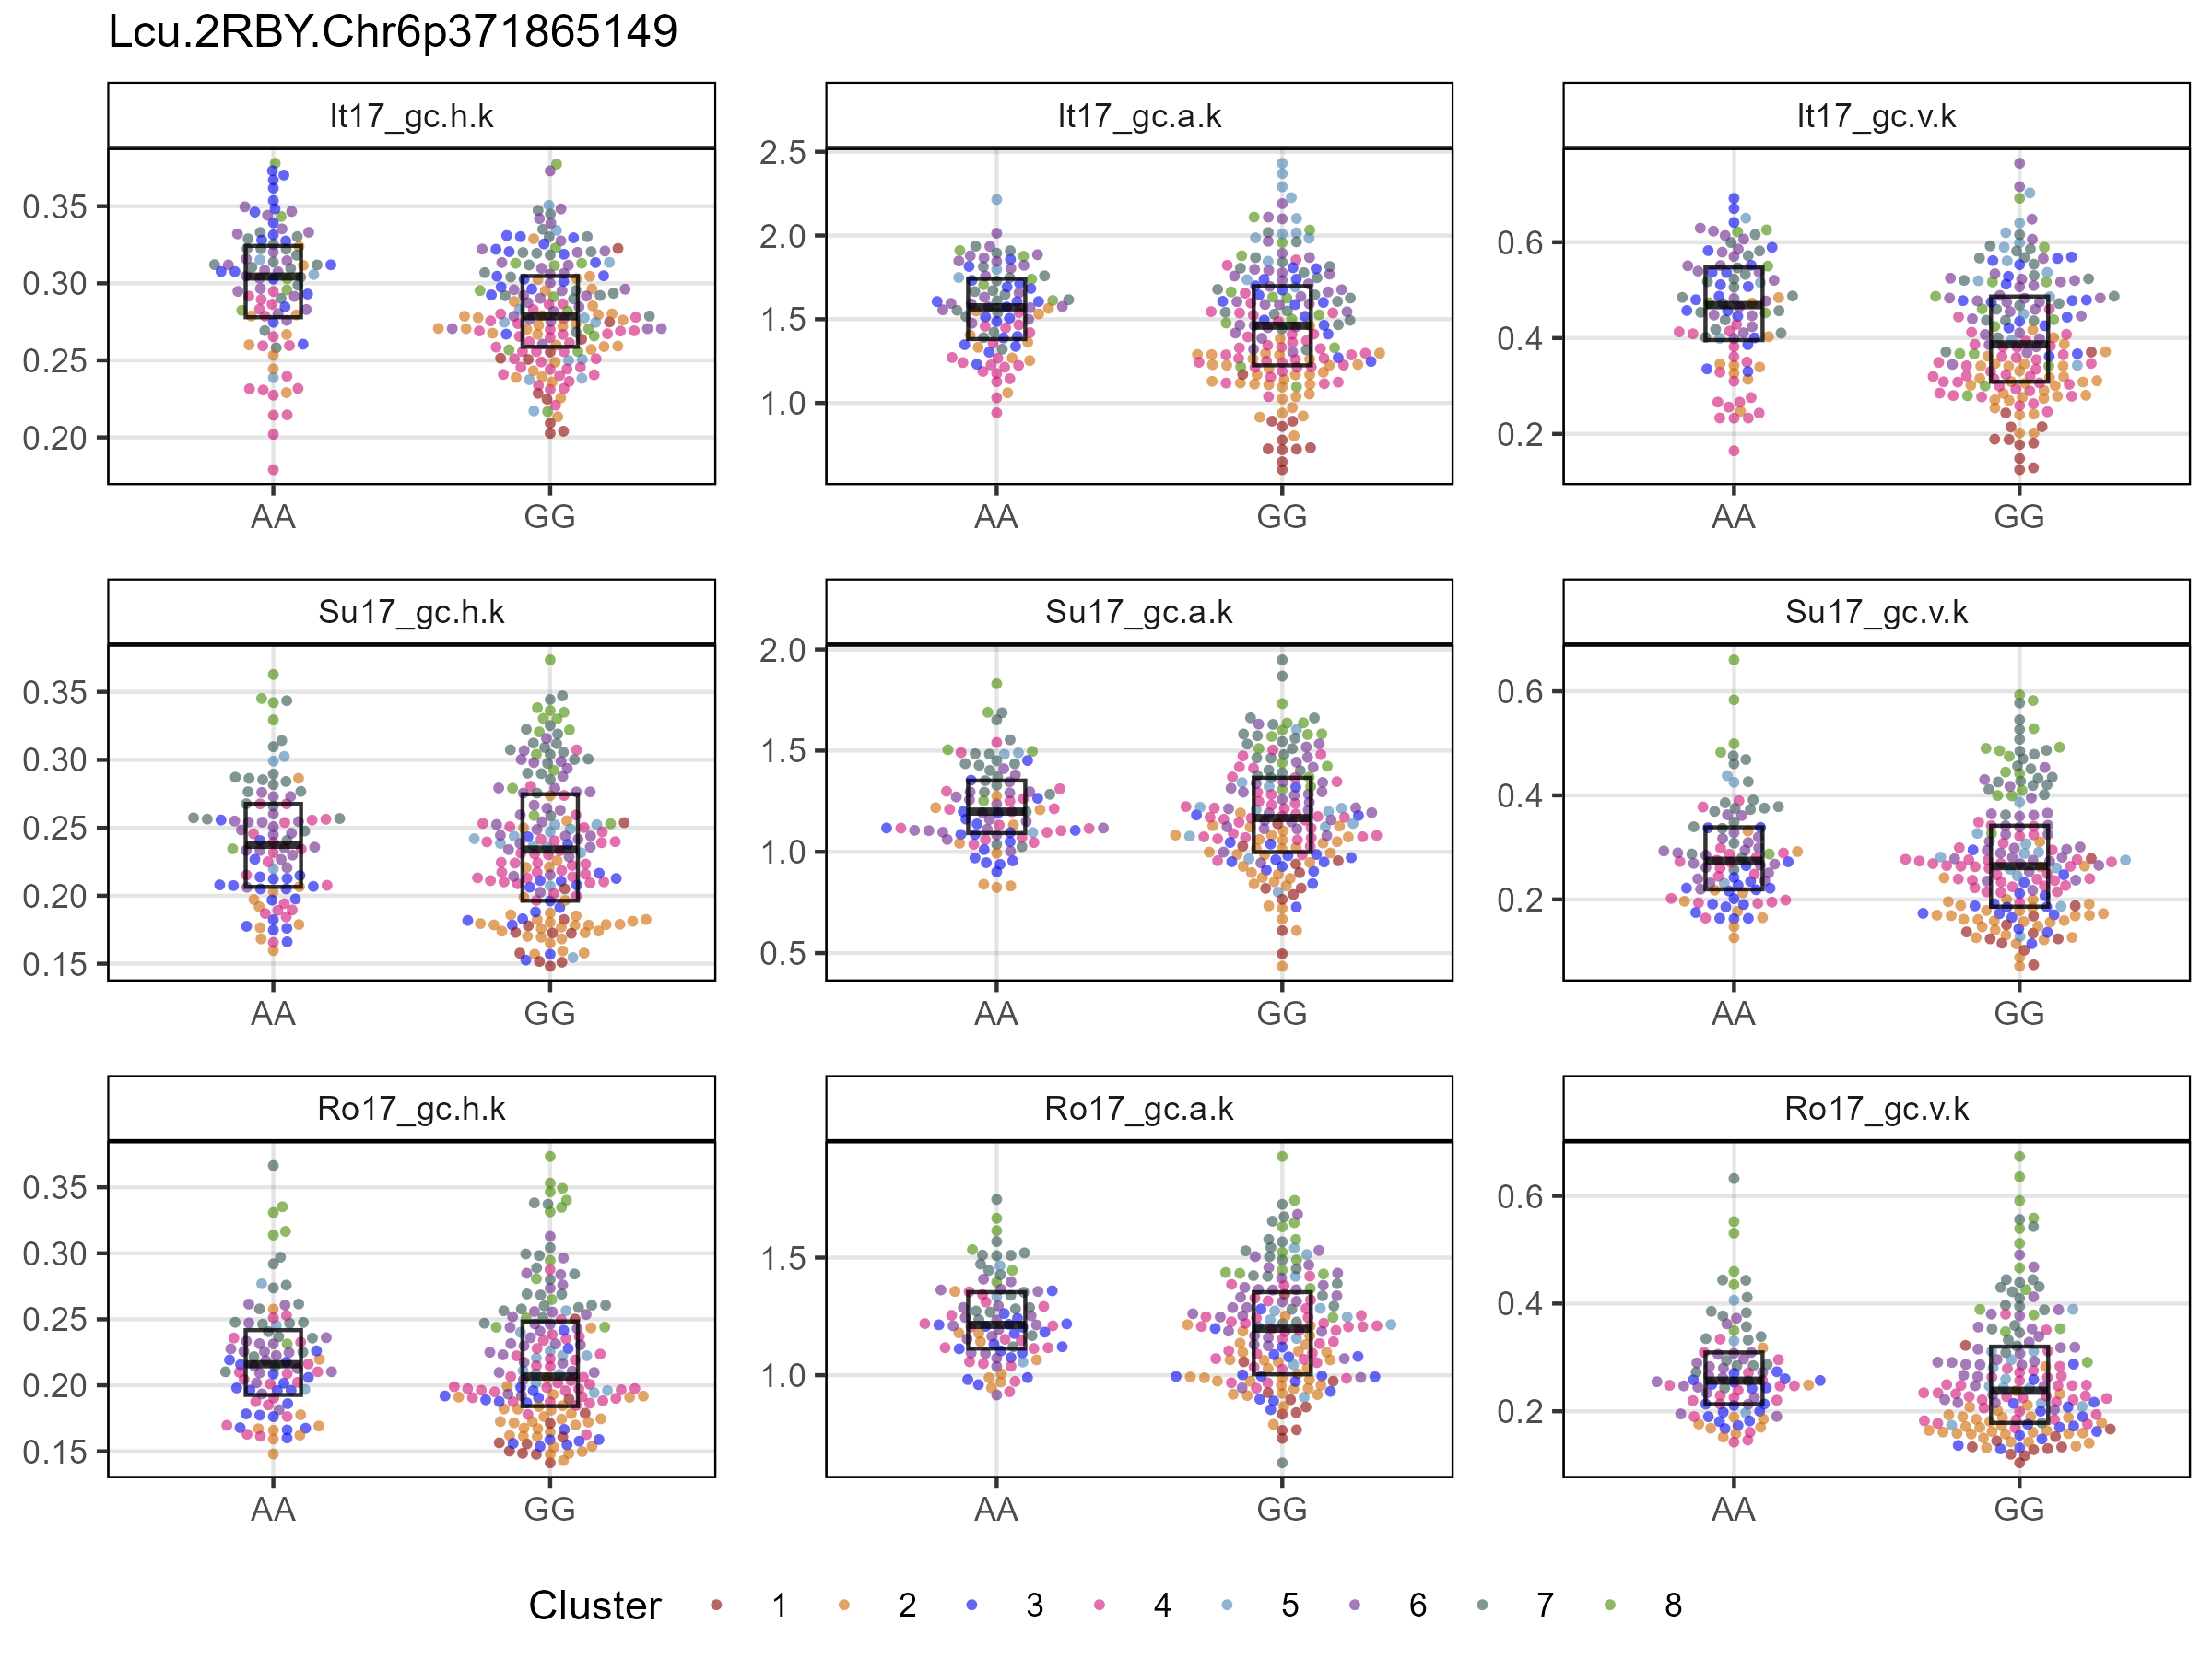 Lcu.2RBY.Chr6p371865149
It17_gc.h.k
It17_gc.a.k
It17_gc.v.k
0.35
0.30
0.25
0.20
AA
GG
2.5
2.0
1.5
1.0
AA
GG
0.6
0.4
0.2
AA
GG
Su17_gc.h.k
Su17_gc.a.k
Su17_gc.v.k
0.35
0.30
0.25
0.20
0.15
AA
GG
2.0
1.5
1.0
0.5
AA
GG
0.6
0.4
0.2
AA
GG
Ro17_gc.h.k
Ro17_gc.a.k
Ro17_gc.v.k
0.35
0.30
0.25
0.20
0.15
AA
GG
1.5
1.0
AA
GG
0.6
0.4
0.2
AA
GG
Cluster 1 2 3 4 5 6 7 8